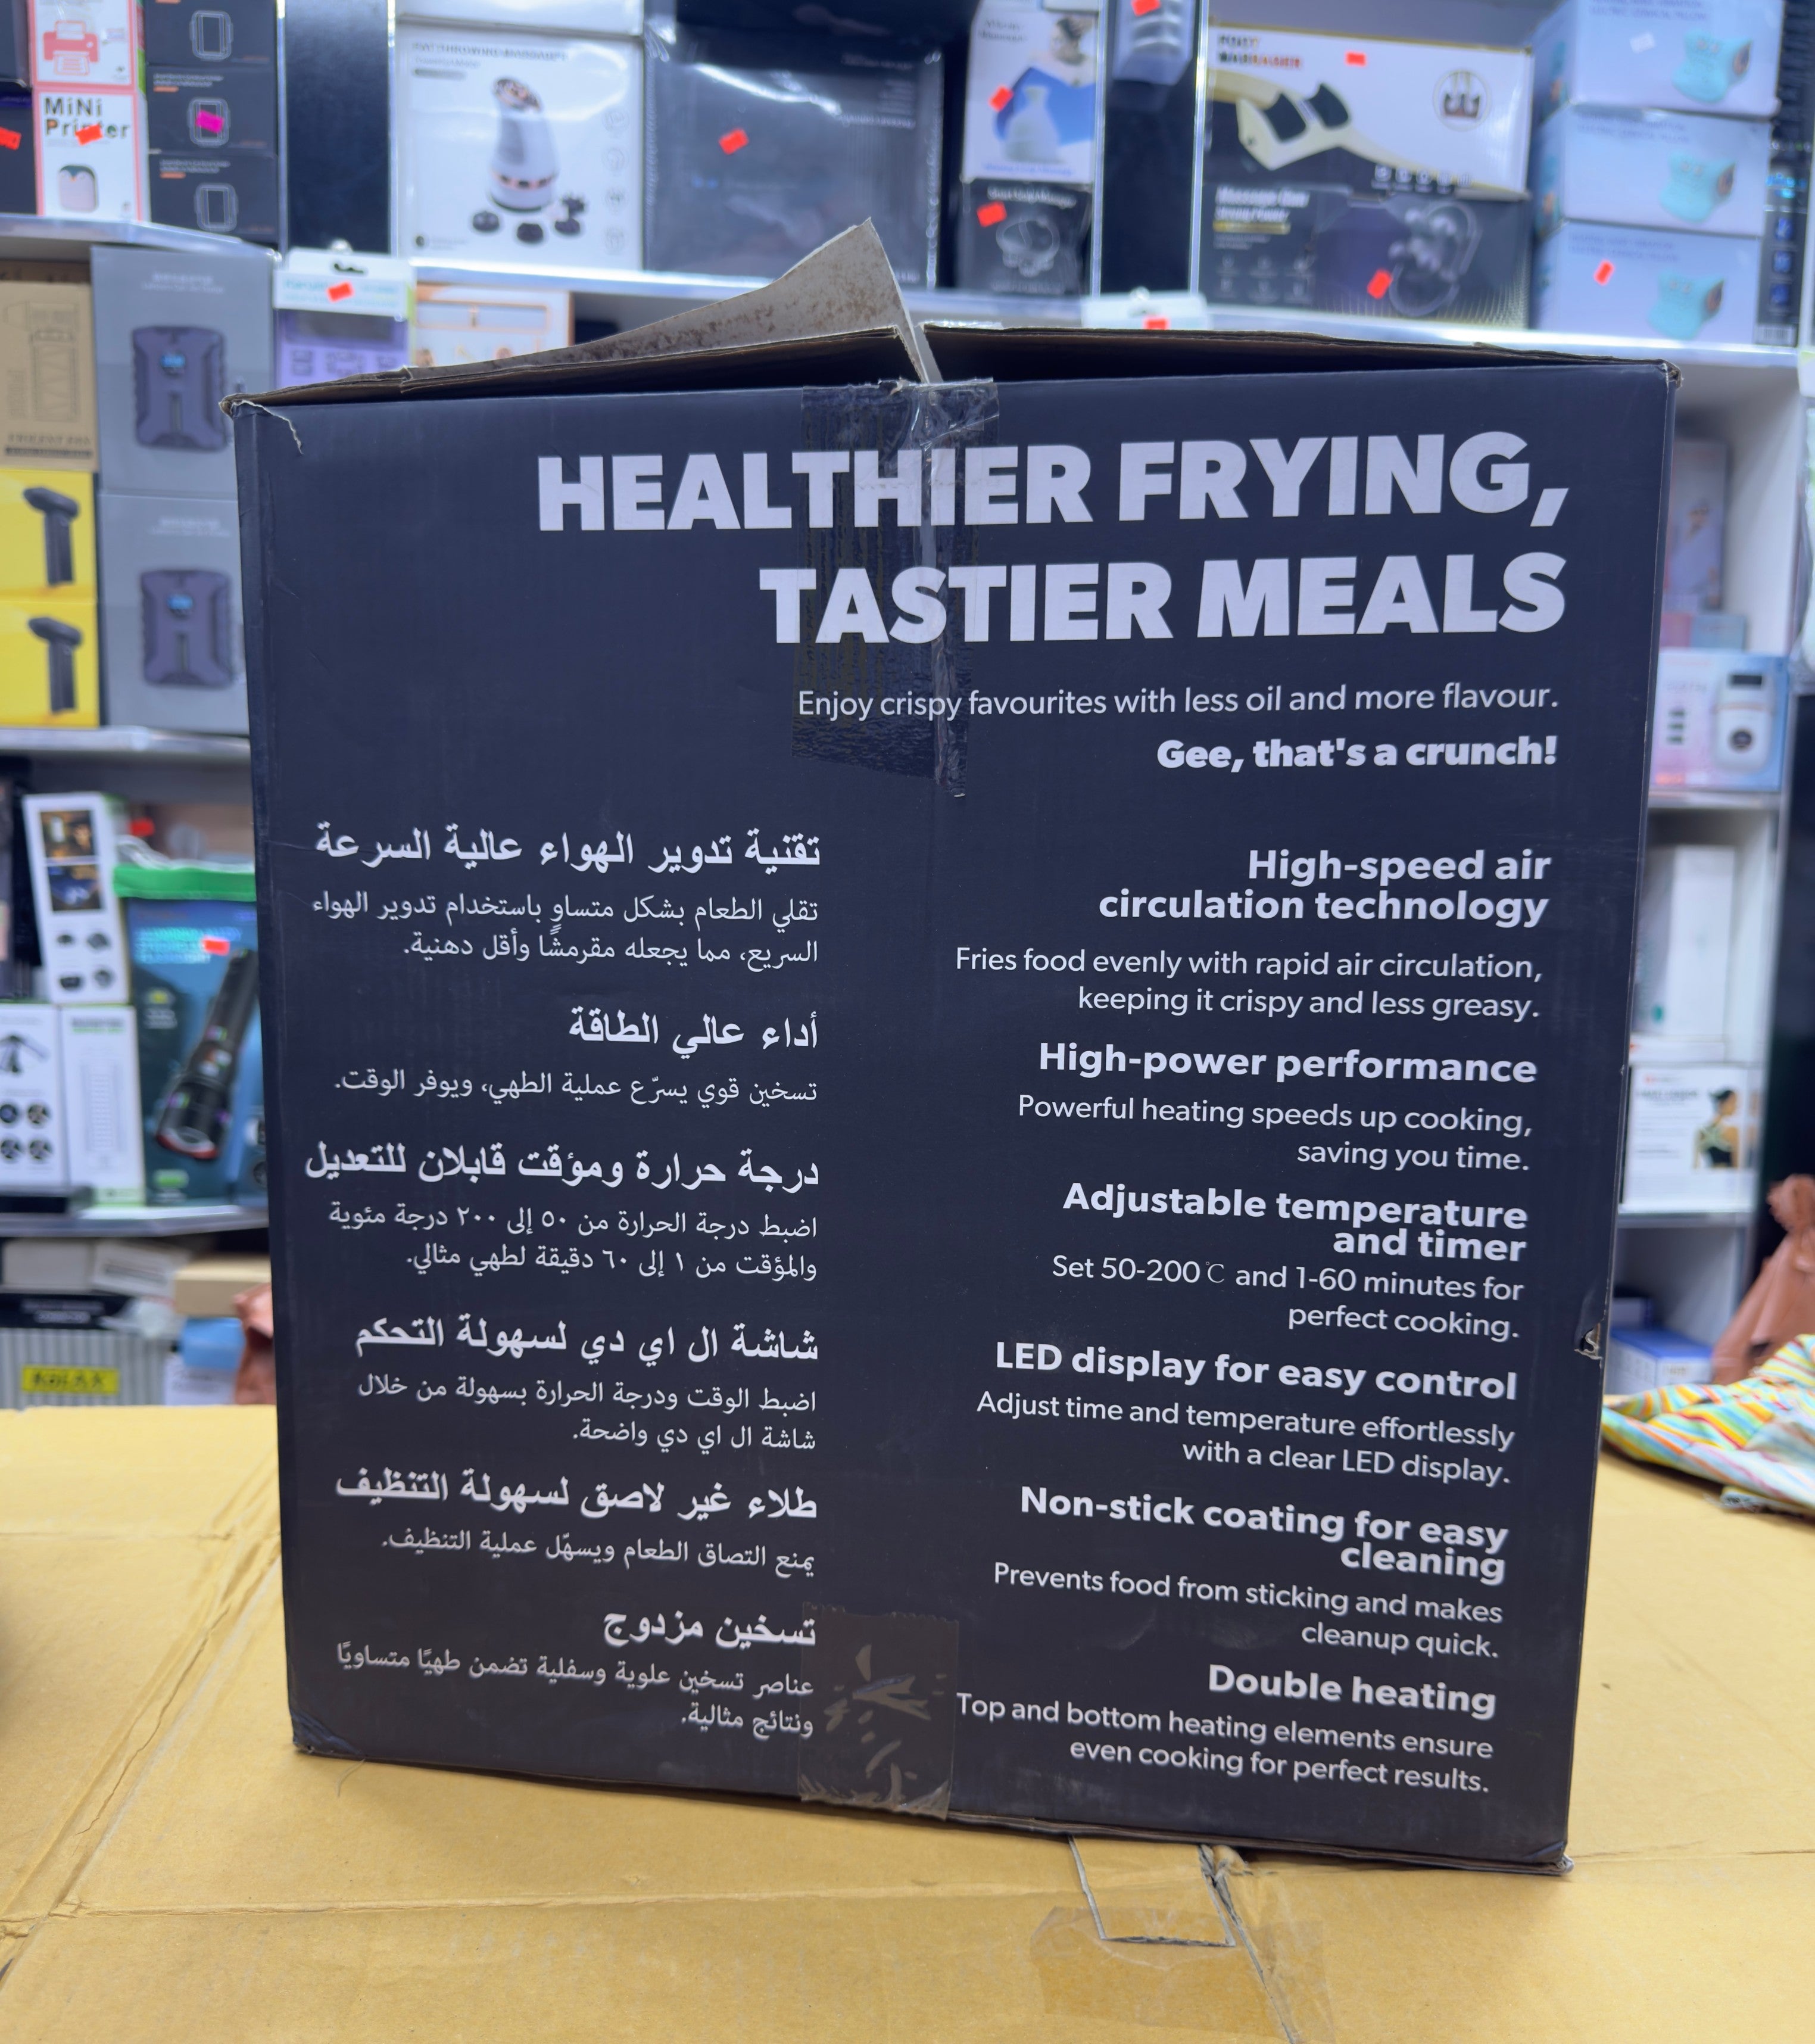 MiNi
Printer
HEALTHIER FRYING,
TASTIER MEALS
Enjoy crispy favourites with less oil and more flavour.
Gee, that's a crunch!
High-speed air
circulation technology
Fries food evenly with rapid air circulation,
keeping it crispy and less greasy.
High-power performance
Powerful heating speeds up cooking,
saving you time.
Adjustable temperature
and timer
Set 50-200℃ and 1-60 minutes for
perfect cooking.
LED display for easy control
Adjust time and temperature effortlessly
with a clear LED display.
Non-stick coating for easy
cleaning
Prevents food from sticking and makes
cleanup quick.
Double heating
Top and bottom heating elements ensure
even cooking for perfect results.
تقنية تدوير الهواء عالية السرعة
تقلي الطعام بشكل متساوٍ باستخدام تدوير الهواء
السريع، مما يجعله مقرمشًا وأقل دهنية.
أداء عالي الطاقة
تسخين قوي يسرّع عملية الطهي، ويوفر الوقت.
درجة حرارة ومؤقت قابلان للتعديل
اضبط درجة الحرارة من ٥٠ إلى ٢٠٠ درجة مئوية
والمؤقت من ١ إلى ٦٠ دقيقة لطهي مثالي.
شاشة ال اي دي لسهولة التحكم
اضبط الوقت ودرجة الحرارة بسهولة من خلال
شاشة ال اي دي واضحة.
طلاء غير لاصق لسهولة التنظيف
يمنع التصاق الطعام ويسهّل عملية التنظيف.
تسخين مزدوج
عناصر تسخين علوية وسفلية تضمن طهيًا متساويًا
ونتائج مثالية.